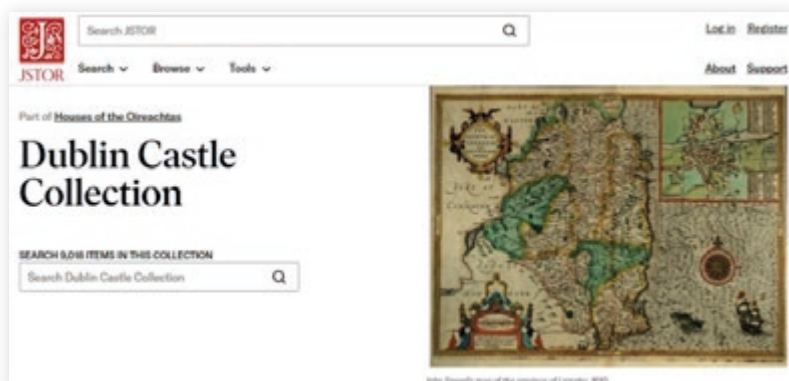 Search JSTOR
Log in Register
JSTOR
Search Browse Tools
About Support
Part of Houses of the Oireachtas
Dublin Castle
Collection
SEARCH 9,018 ITEMS IN THIS COLLECTION
Search Dublin Castle Collection